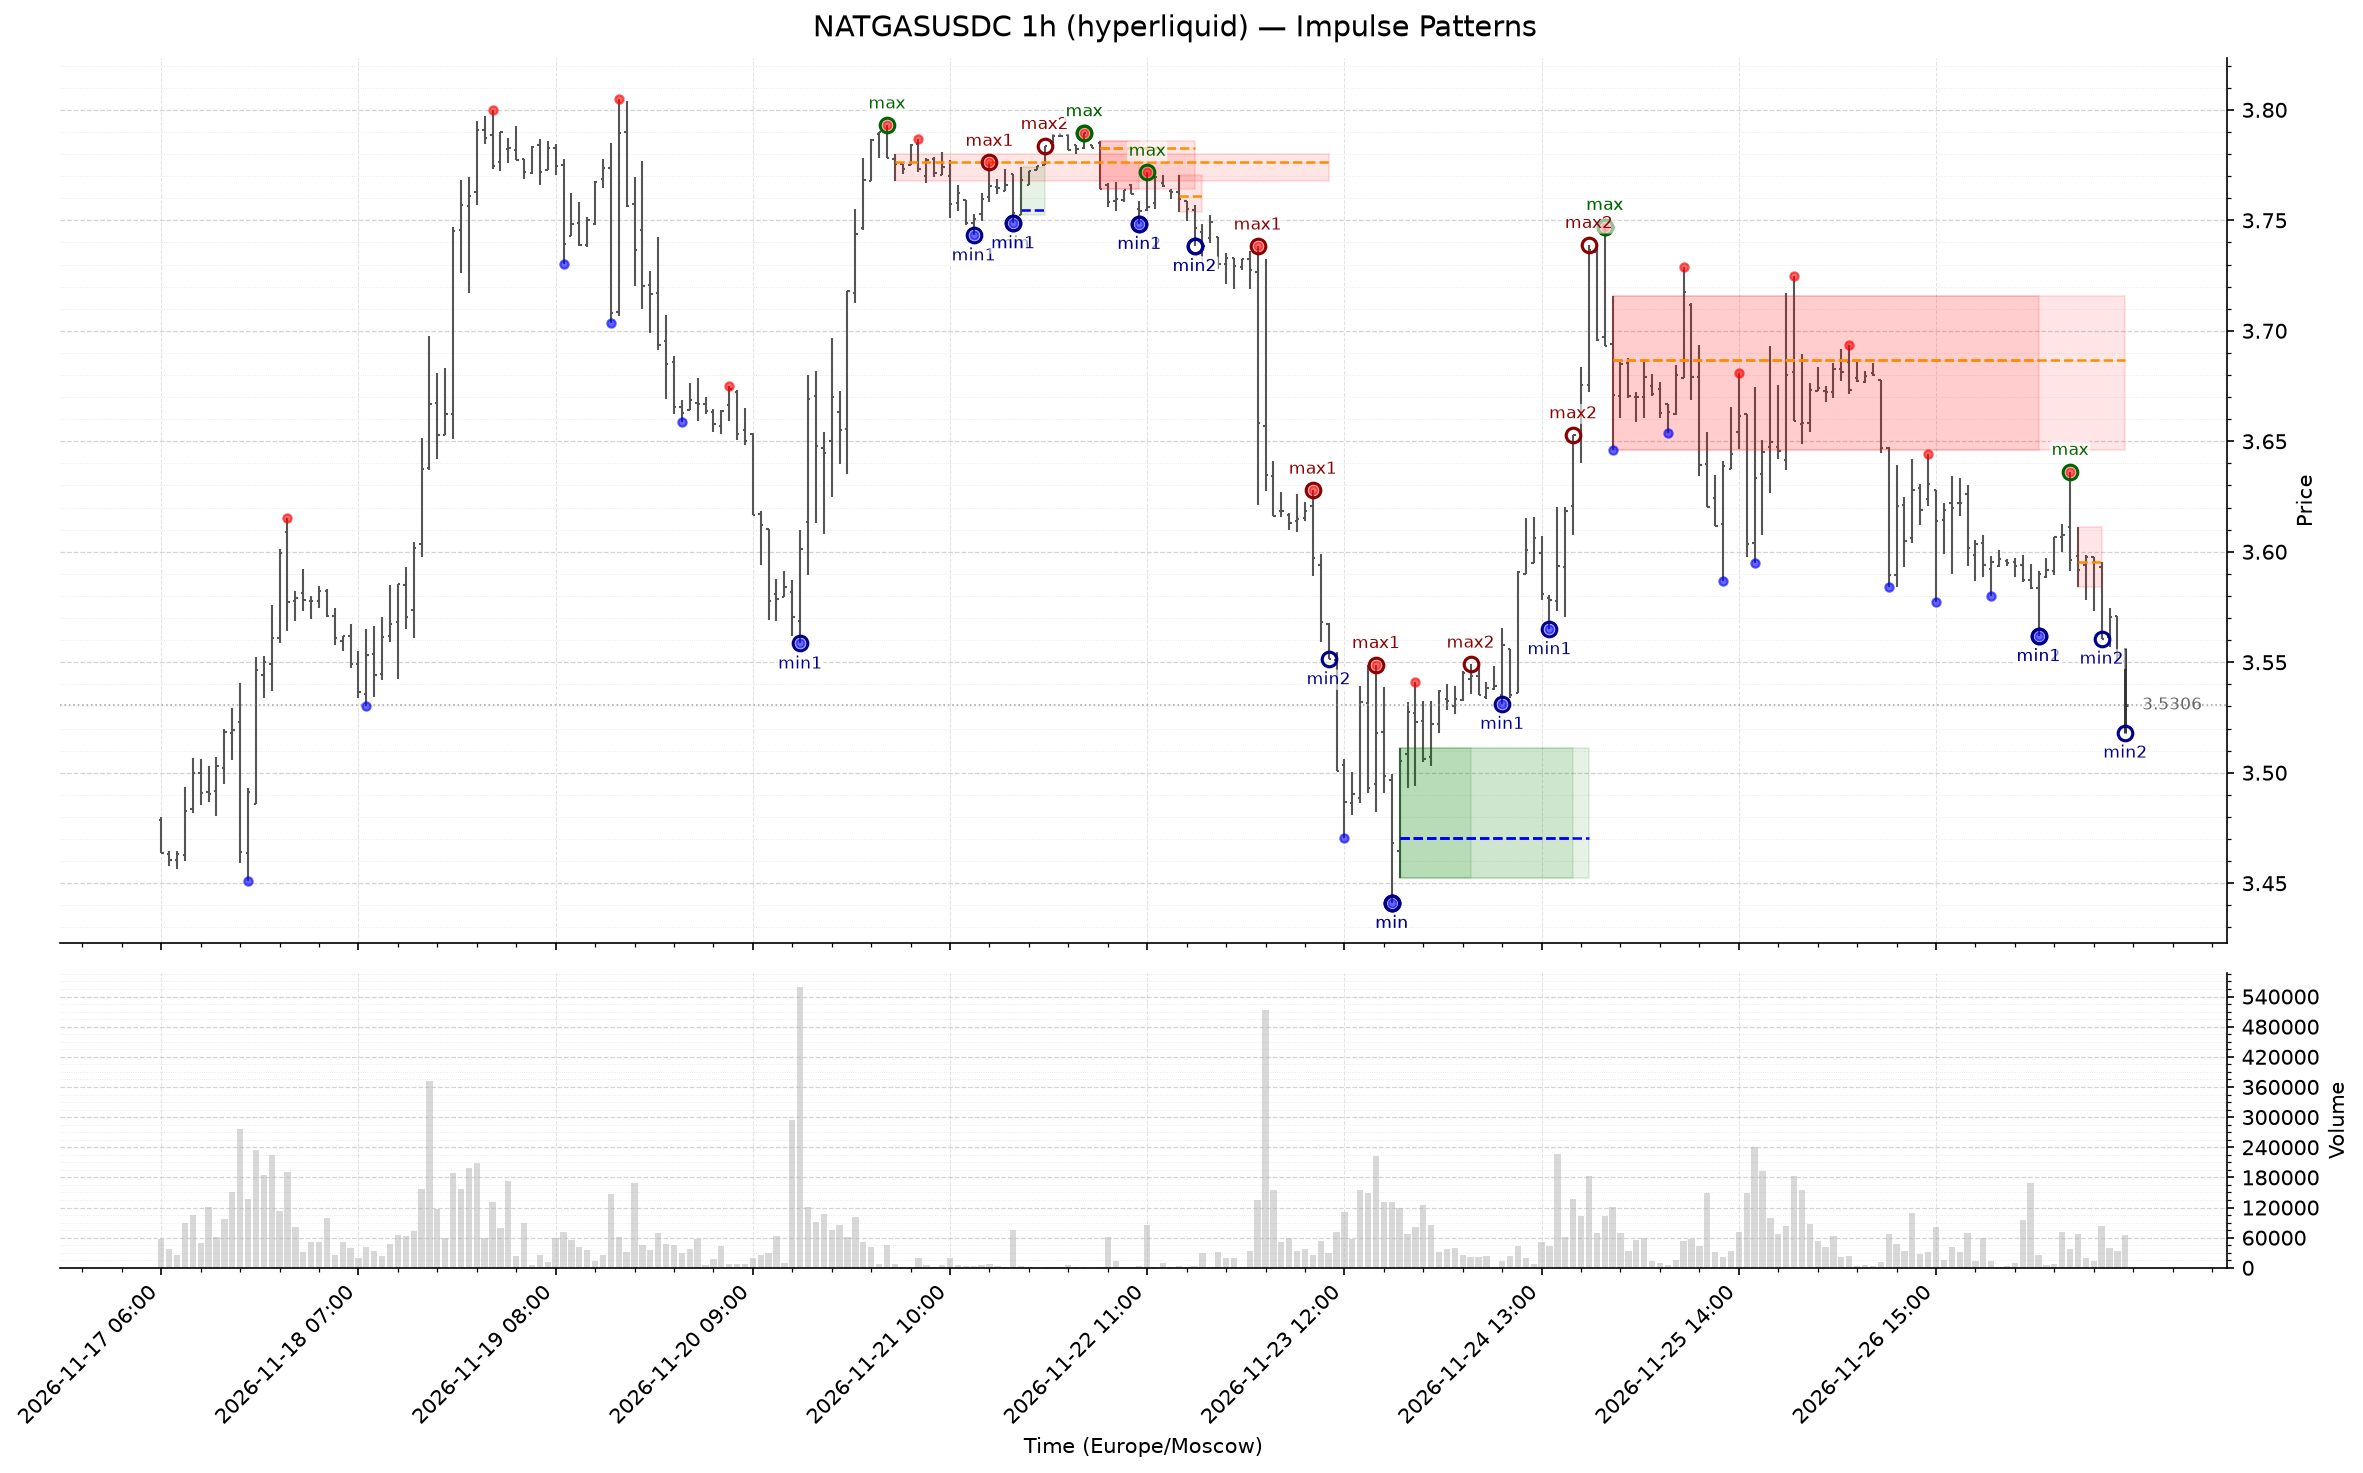 NATGASUSDC 1h (hyperliquid) — Impulse Patterns
max
max1
max2
max
max
max1
min1
min1
min1
min2
max
max2
max1
max2
max
min1
max1
max2
min2
min1
min1
min1
min2
min2
min
3.5306
3.80
3.75
3.70
3.65
3.60
3.55
3.50
3.45
Price
540000
480000
420000
360000
300000
240000
180000
120000
60000
0
Volume
2026-11-17 06:00
2026-11-18 07:00
2026-11-19 08:00
2026-11-20 09:00
2026-11-21 10:00
2026-11-22 11:00
2026-11-23 12:00
2026-11-24 13:00
2026-11-25 14:00
2026-11-26 15:00
Time (Europe/Moscow)